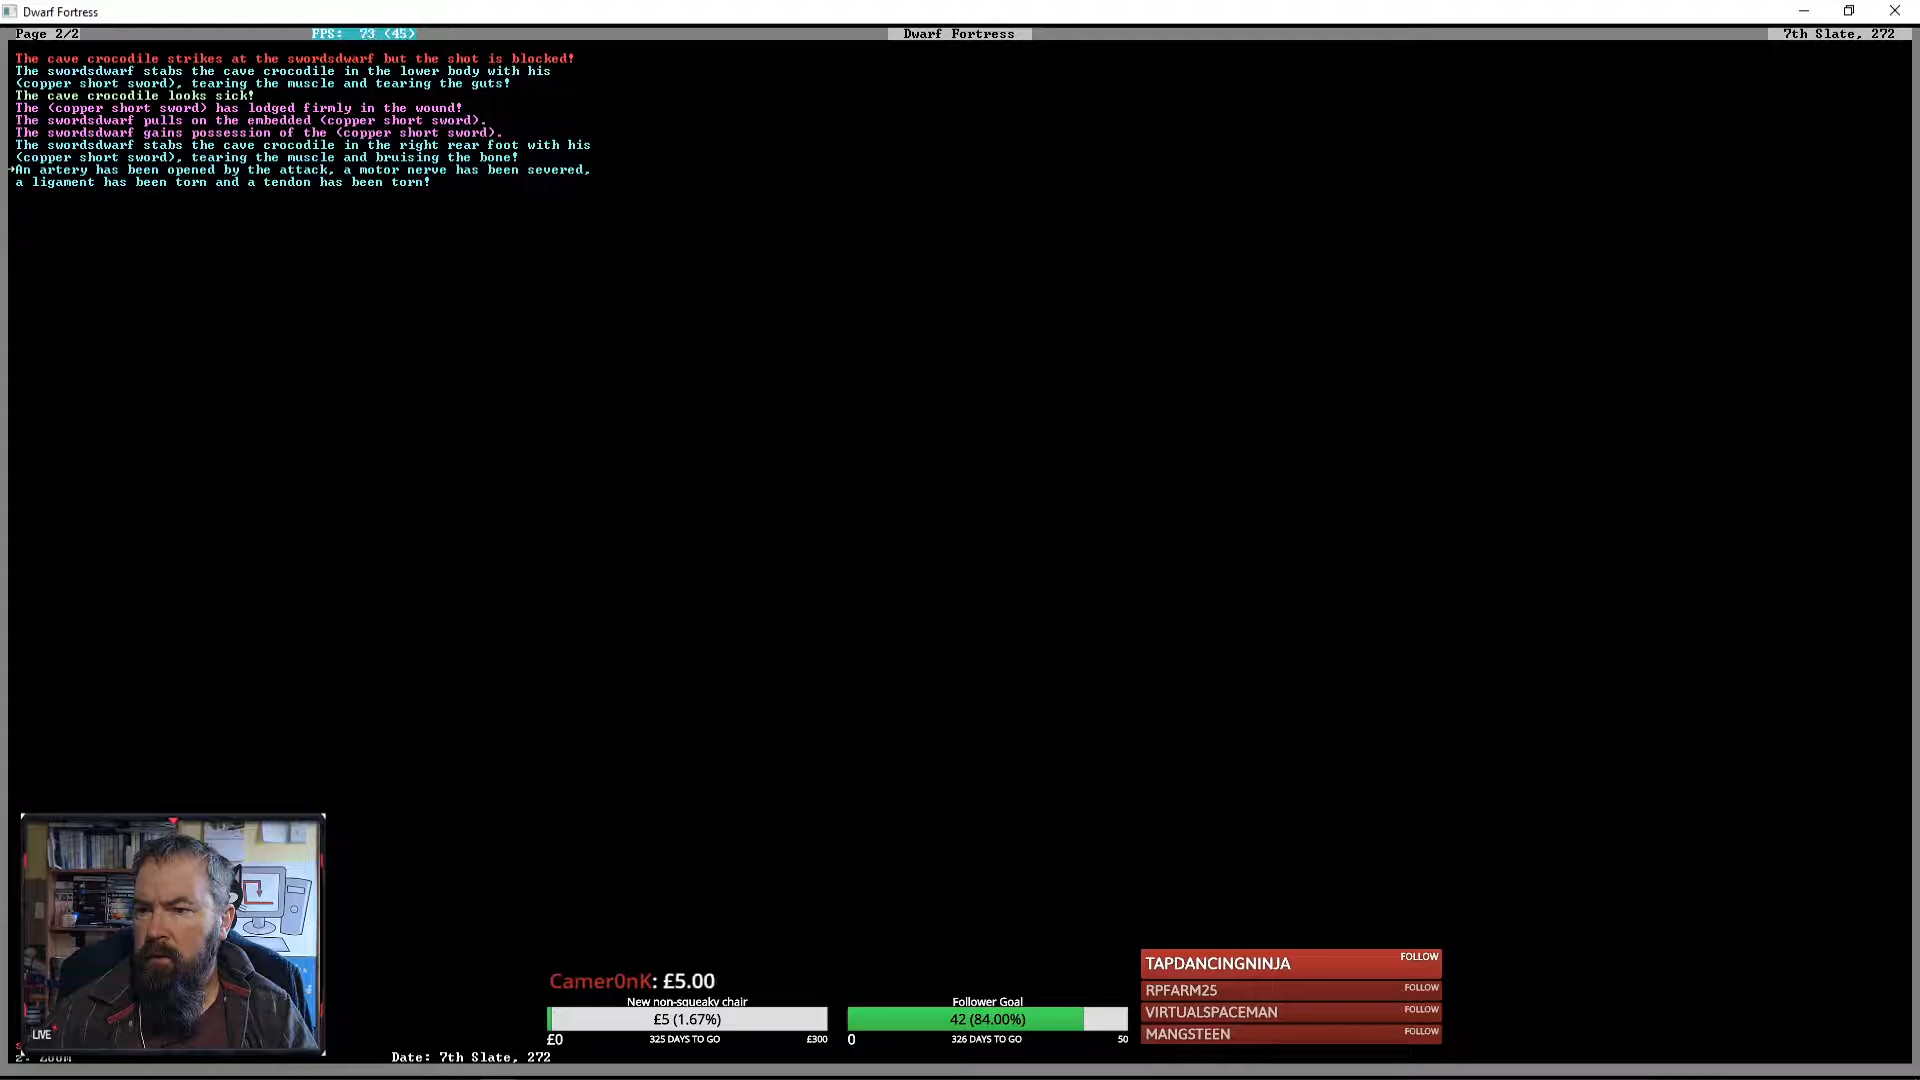 Dwarf Fortress
Page 2/2
FPS: 73 (45)
Dwarf Fortress
7th Slate, 272
The cave crocodile strikes at the swordsdwarf but the shot is blocked!
The swordsdwarf stabs the cave crocodile in the lower body with his
(copper short sword), tearing the muscle and tearing the guts!
The cave crocodile looks sick!
The (copper short sword) has lodged firmly in the wound!
The swordsdwarf pulls on the embedded (copper short sword).
The swordsdwarf gains possession of the (copper short sword).
The swordsdwarf stabs the cave crocodile in the right rear foot with his
(copper short sword), tearing the muscle and bruising the bone!
An artery has been opened by the attack, a motor nerve has been severed,
a ligament has been torn and a tendon has been torn!
LIVE
Camer0nK: £5.00
New non-squeaky chair
£5 (1.67%)
£0
325 DAYS TO GO
£300
Follower Goal
42 (84.00%)
0
326 DAYS TO GO
50
TAPDANCINGNINJA
FOLLOW
RPFARM25
FOLLOW
VIRTUALSPACEMAN
FOLLOW
MANGSTEEN
FOLLOW
Zoom
Date: 7th Slate, 272